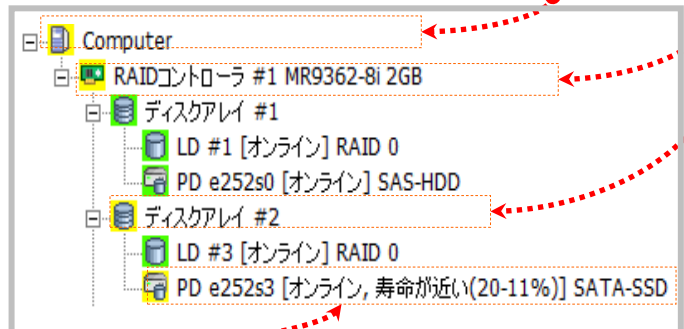 Computer
RAIDコントローラ #1 MR9362-8i 2GB
ディスクアレイ #1
LD #1 [オンライン] RAID 0
PD e252s0 [オンライン] SAS-HDD
ディスクアレイ #2
LD #3 [オンライン] RAID 0
PD e252s3 [オンライン, 寿命が近い(20-11%)] SATA-SSD